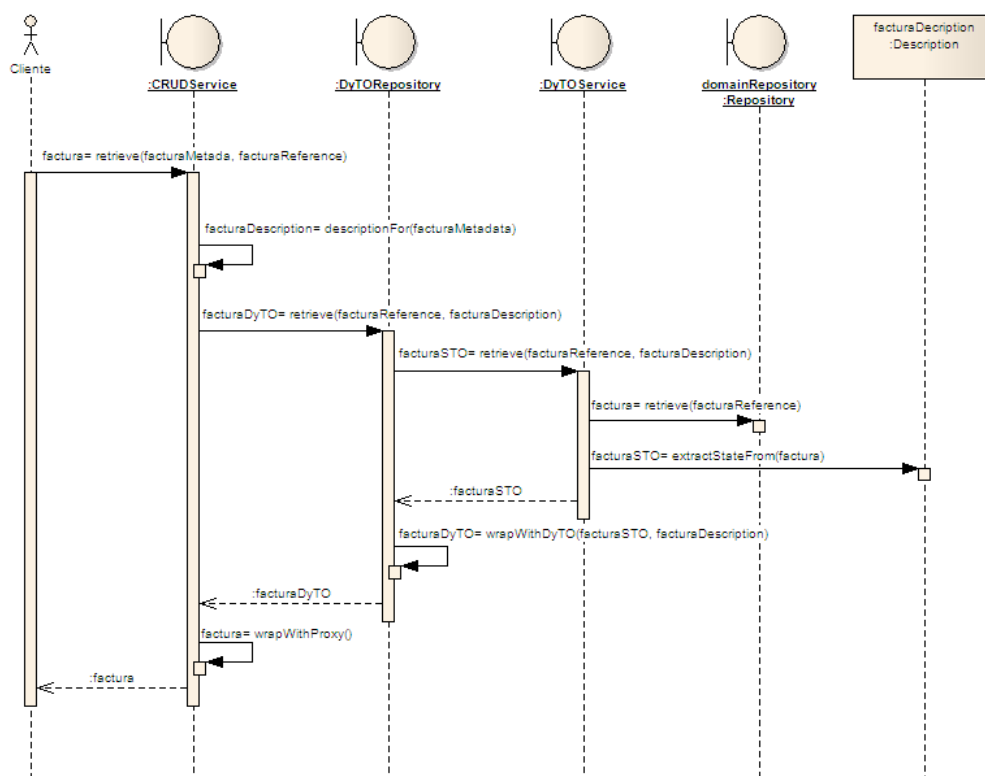 facturaDecription
:Description
Cliente
:CRUDService
:DyTORepository
:DyTOService
domainRepository
:Repository
factura= retrieve(facturaMetada, facturaReference)
facturaDescription= descriptionFor(facturaMetadata)
facturaDyTO= retrieve(facturaReference, facturaDescription)
facturaSTO= retrieve(facturaReference, facturaDescription)
factura= retrieve(facturaReference)
facturaSTO= extractStateFrom(factura)
:facturaSTO
facturaDyTO= wrapWithDyTO(facturaSTO, facturaDescription)
:facturaDyTO
factura= wrapWithProxy()
:factura